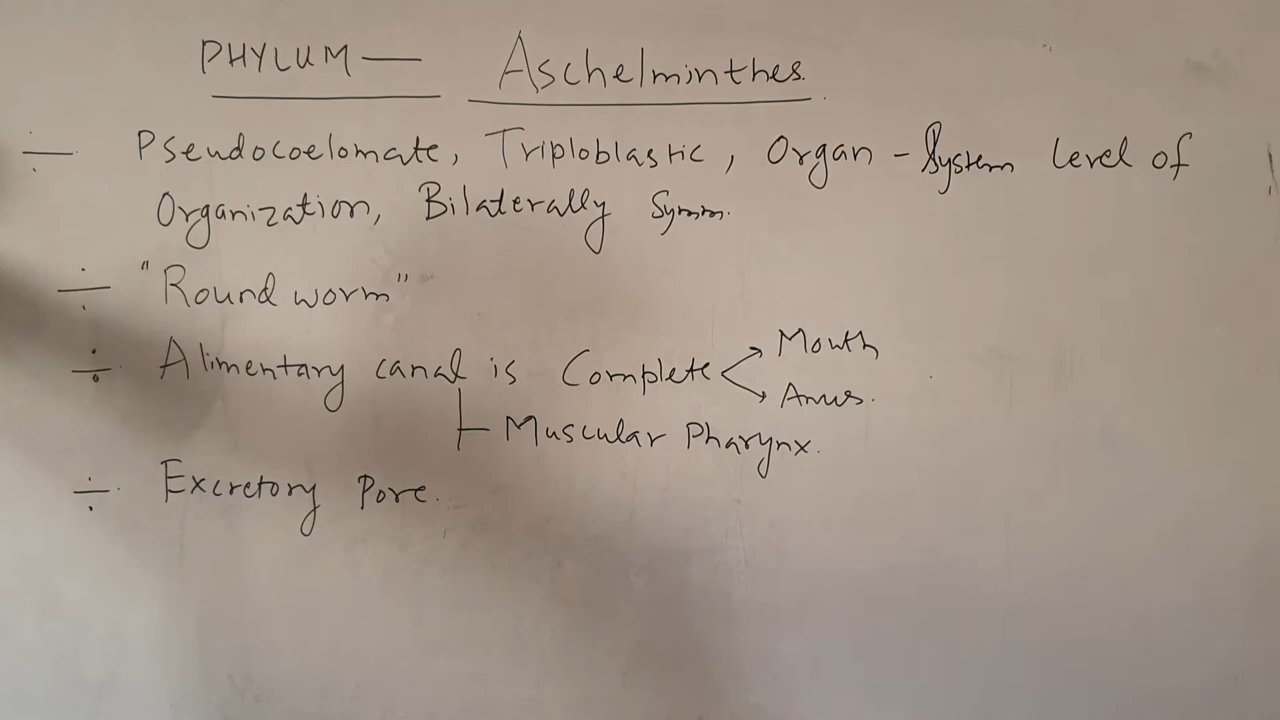 PHYLUM — Aschelminthes.
÷ Pseudocoelomate, Triploblastic, Organ - System level of
Organization, Bilaterally Symm.
÷ "Round worm"
÷ Alimentary canal is Complete Mouth
Anus.
Muscular Pharynx.
÷ Excretory Pore.